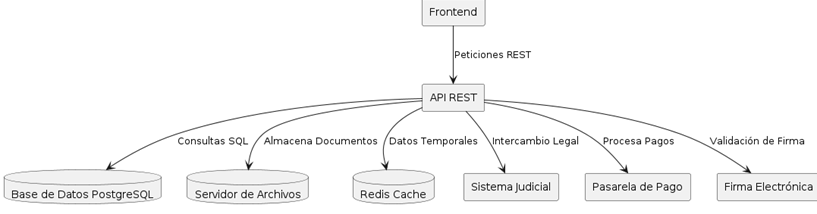 Frontend
Peticiones REST
API REST
Consultas SQL
Almacena Documentos
Datos Temporales
Intercambio Legal
Procesa Pagos
Validación de Firma
Base de Datos PostgreSQL
Servidor de Archivos
Redis Cache
Sistema Judicial
Pasarela de Pago
Firma Electrónica